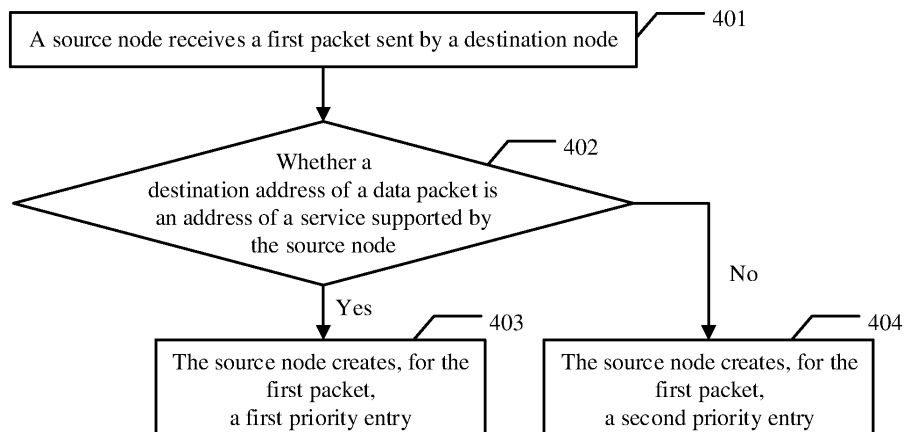 A source node receives a first packet sent by a destination node
401
Whether a
destination address of a data packet is
an address of a service supported by
the source node
402
Yes
No
403
The source node creates, for the
first packet,
a first priority entry
404
The source node creates, for the
first packet,
a second priority entry